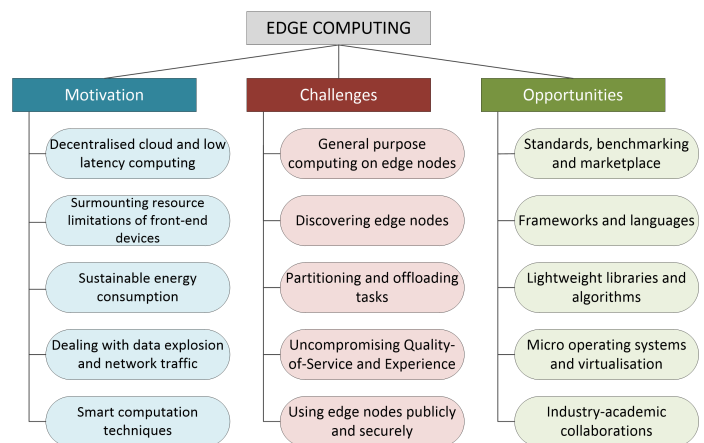 EDGE COMPUTING
Motivation
Decentralised cloud and low
latency computing
Surmounting resource
limitations of front-end
devices
Sustainable energy
consumption
Dealing with data explosion
and network traffic
Smart computation
techniques
Challenges
General purpose
computing on edge nodes
Discovering edge nodes
Partitioning and offloading
tasks
Uncompromising Quality-
of-Service and Experience
Using edge nodes publicly
and securely
Opportunities
Standards, benchmarking
and marketplace
Frameworks and languages
Lightweight libraries and
algorithms
Micro operating systems
and virtualisation
Industry-academic
collaborations